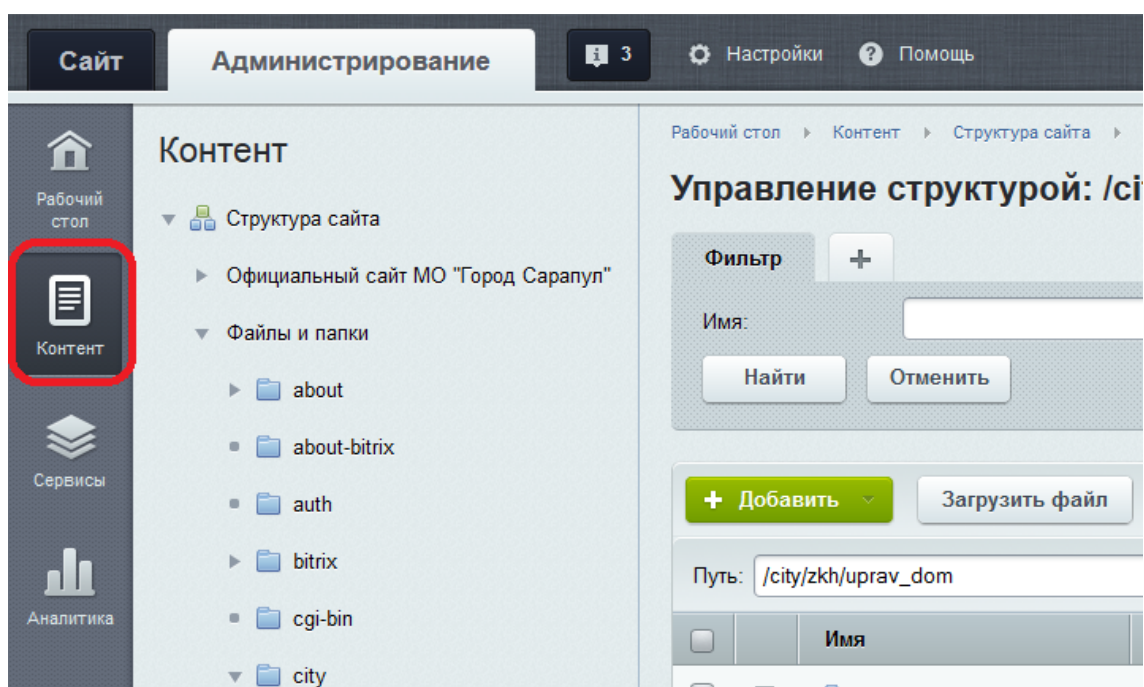 Сайт
Администрирование
3
Настройки
Помощь
Рабочий
стол
Контент
Сервисы
Аналитика
Контент
Структура сайта
Официальный сайт МО "Город Сарапул"
Файлы и папки
about
about-bitrix
auth
bitrix
cgi-bin
city
Рабочий стол
Контент
Структура сайта
Управление структурой: /ci
Фильтр
Имя:
Найти
Отменить
Добавить
Загрузить файл
Путь: /city/zkh/uprav_dom
Имя